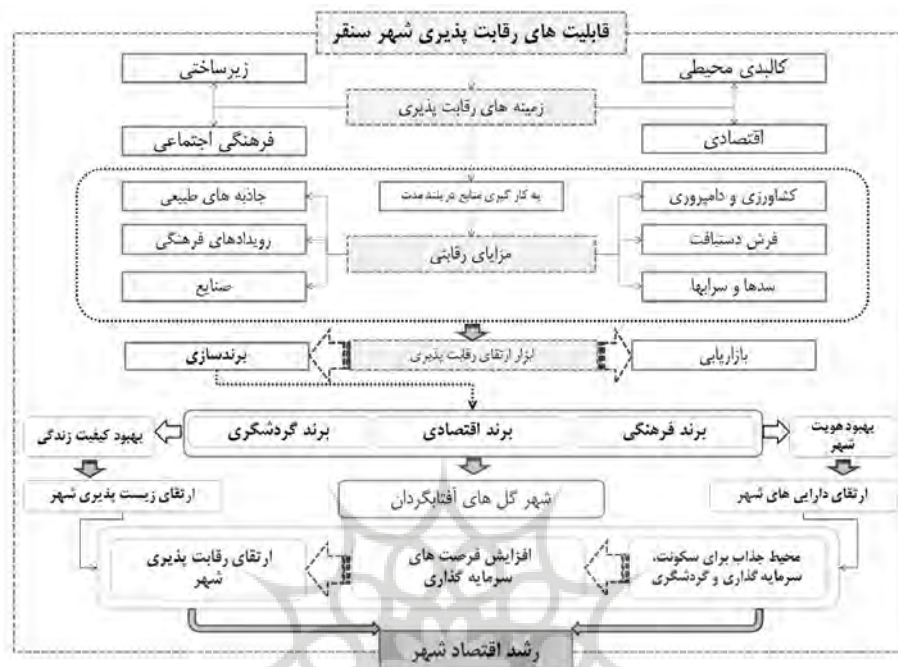 قابلیت های رقابت پذیری شهر سنقر
کالبدی محیطی
زیرساختی
زمینه های رقابت پذیری
اقتصادی
فرهنگی اجتماعی
به کار گیری منابع در بلند مدت
کشاورزی و دامپروری
جاذبه های طبیعی
فرش دستبافت
مزایای رقابتی
رویدادهای فرهنگی
سدها و سرابها
صنایع
بازاریابی
ابزار ارتقای رقابت پذیری
برندسازی
بهبود هویت
شهر
برند فرهنگی
برند اقتصادی
برند گردشگری
بهبود کیفیت زندگی
ارتقای دارایی های شهر
شهر گل های آفتابگردان
ارتقای زیست پذیری شهر
محیط جذاب برای سکونت،
سرمایه گذاری و گردشگری
افزایش فرصت های
سرمایه گذاری
ارتقای رقابت پذیری
شهر
رشد اقتصاد شهر